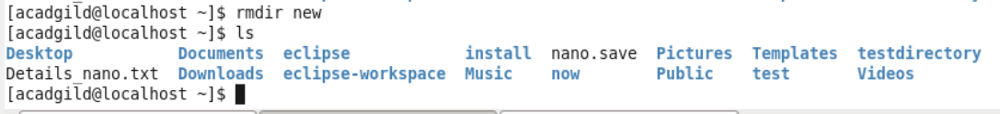 [acadgild@localhost ~]$ rmdir new
[acadgild@localhost ~]$ ls
Desktop Documents eclipse install nano.save Pictures Templates testdirectory
Details_nano.txt Downloads eclipse-workspace Music now Public test Videos
[acadgild@localhost ~]$